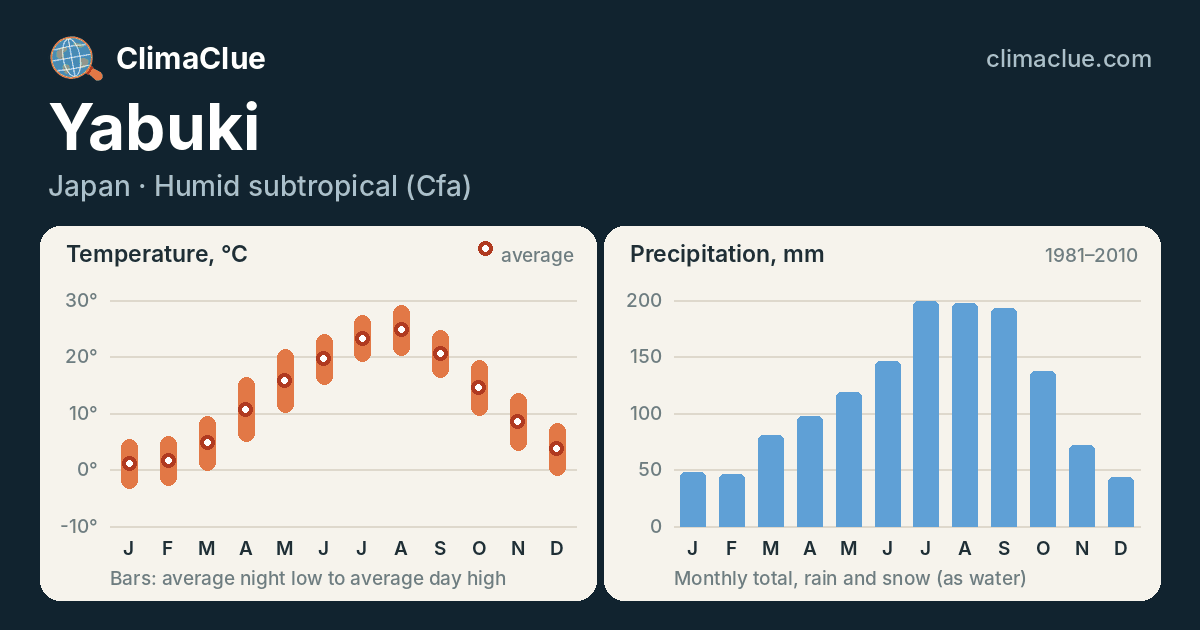 ClimaClue
climaclue.com
Yabuki
Japan · Humid subtropical (Cfa)
Temperature, °C
average
30°
20°
10°
0°
-10°
J F M A M J J A S O N D
Bars: average night low to average day high
Precipitation, mm
1981–2010
200
150
100
50
0
J F M A M J J A S O N D
Monthly total, rain and snow (as water)